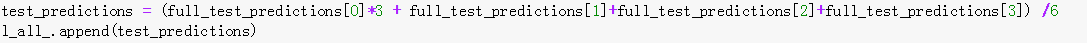 test_predictions = (full_test_predictions[0]*3 + full_test_predictions[1]+full_test_predictions[2]+full_test_predictions[3]) /6
l_all_.append(test_predictions)